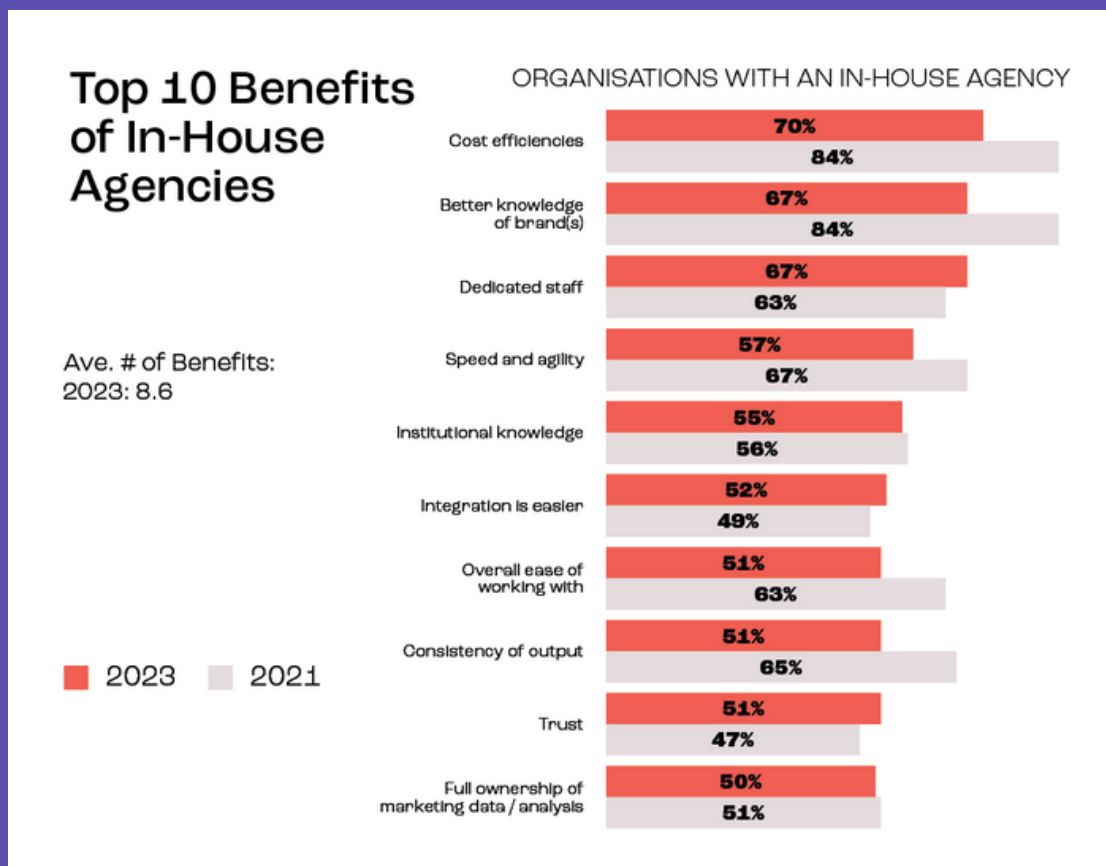 Top 10 Benefits
of In-House
Agencies
Ave. # of Benefits:
2023: 8.6
2023
2021
ORGANISATIONS WITH AN IN-HOUSE AGENCY
Cost efficiencies
70%
84%
Better knowledge
of brand(s)
67%
84%
Dedicated staff
67%
63%
Speed and agility
57%
67%
Institutional knowledge
55%
56%
Integration is easier
52%
49%
Overall ease of
working with
51%
63%
Consistency of output
51%
65%
Trust
51%
47%
Full ownership of
marketing data / analysis
50%
51%